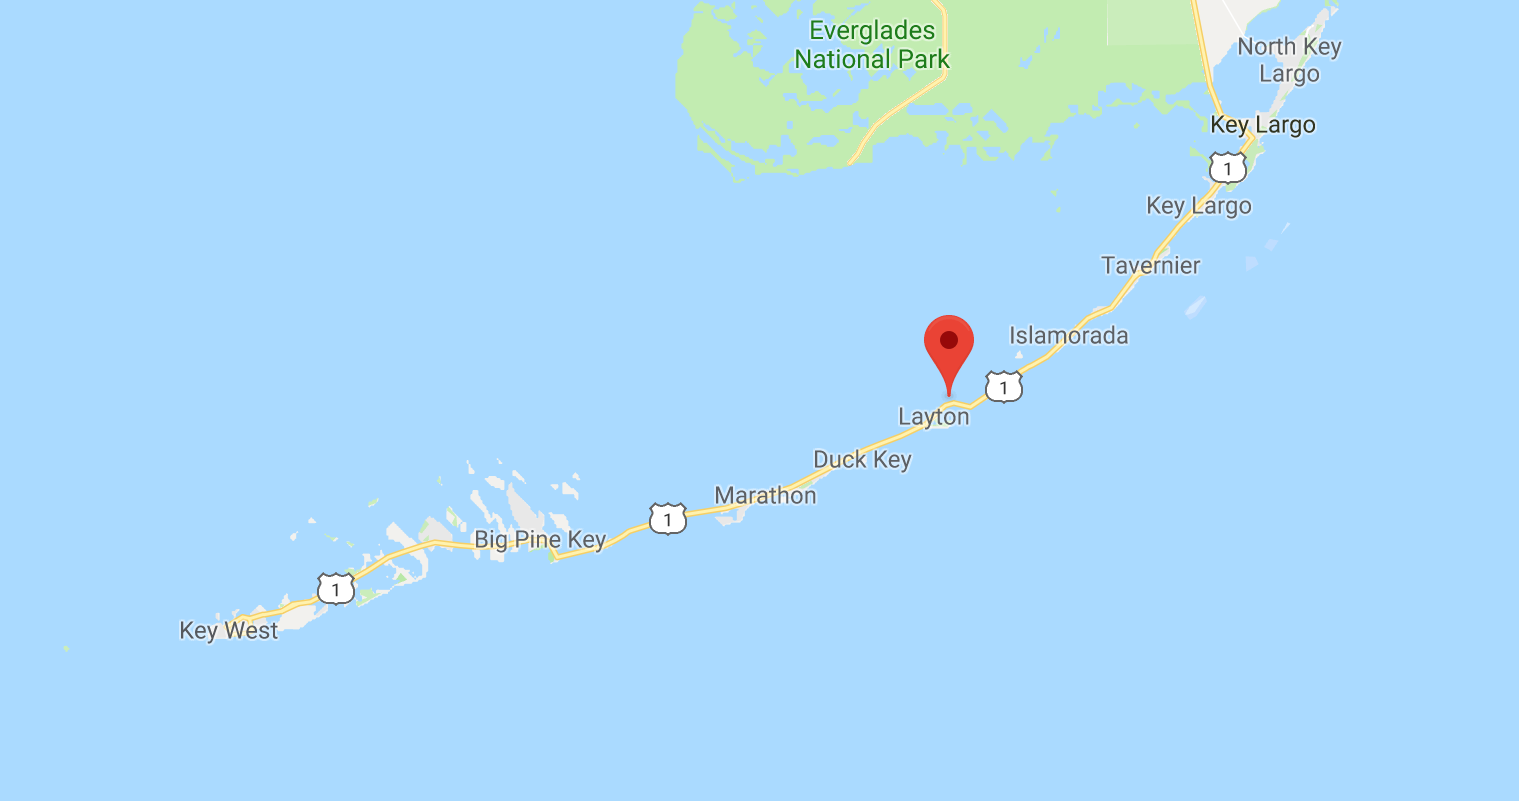 Everglades
National Park
North Key
Largo
Key Largo
1
Key Largo
Tavernier
Islamorada
1
Layton
Duck Key
Marathon
1
Big Pine Key
1
Key West